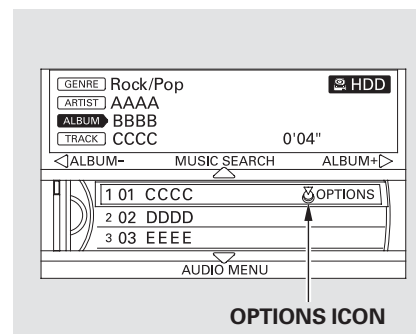 GENRE Rock/Pop HDD
ARTIST AAAA
ALBUM BBBB
TRACK CCCC 0'04"
ALBUM– MUSIC SEARCH ALBUM+
1 01 CCCC OPTIONS
2 02 DDDD
3 03 EEEE
AUDIO MENU
OPTIONS ICON